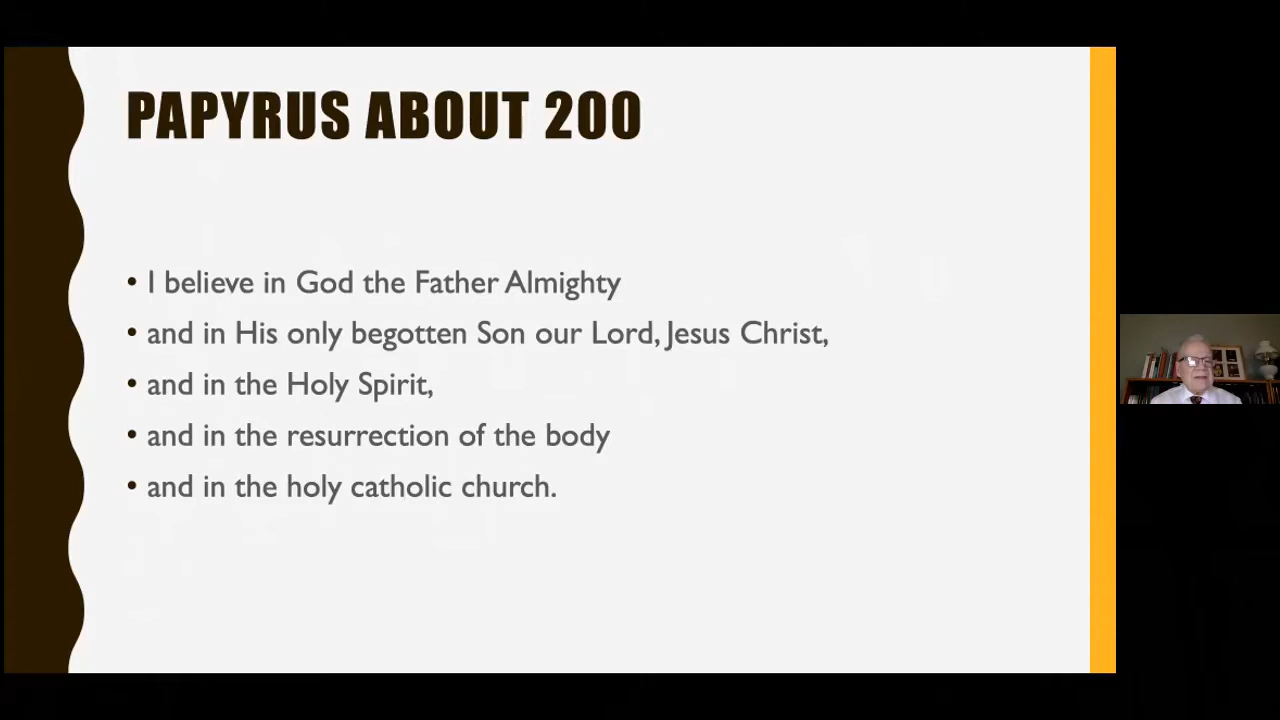 PAPYRUS ABOUT 200
• I believe in God the Father Almighty
• and in His only begotten Son our Lord, Jesus Christ,
• and in the Holy Spirit,
• and in the resurrection of the body
• and in the holy catholic church.